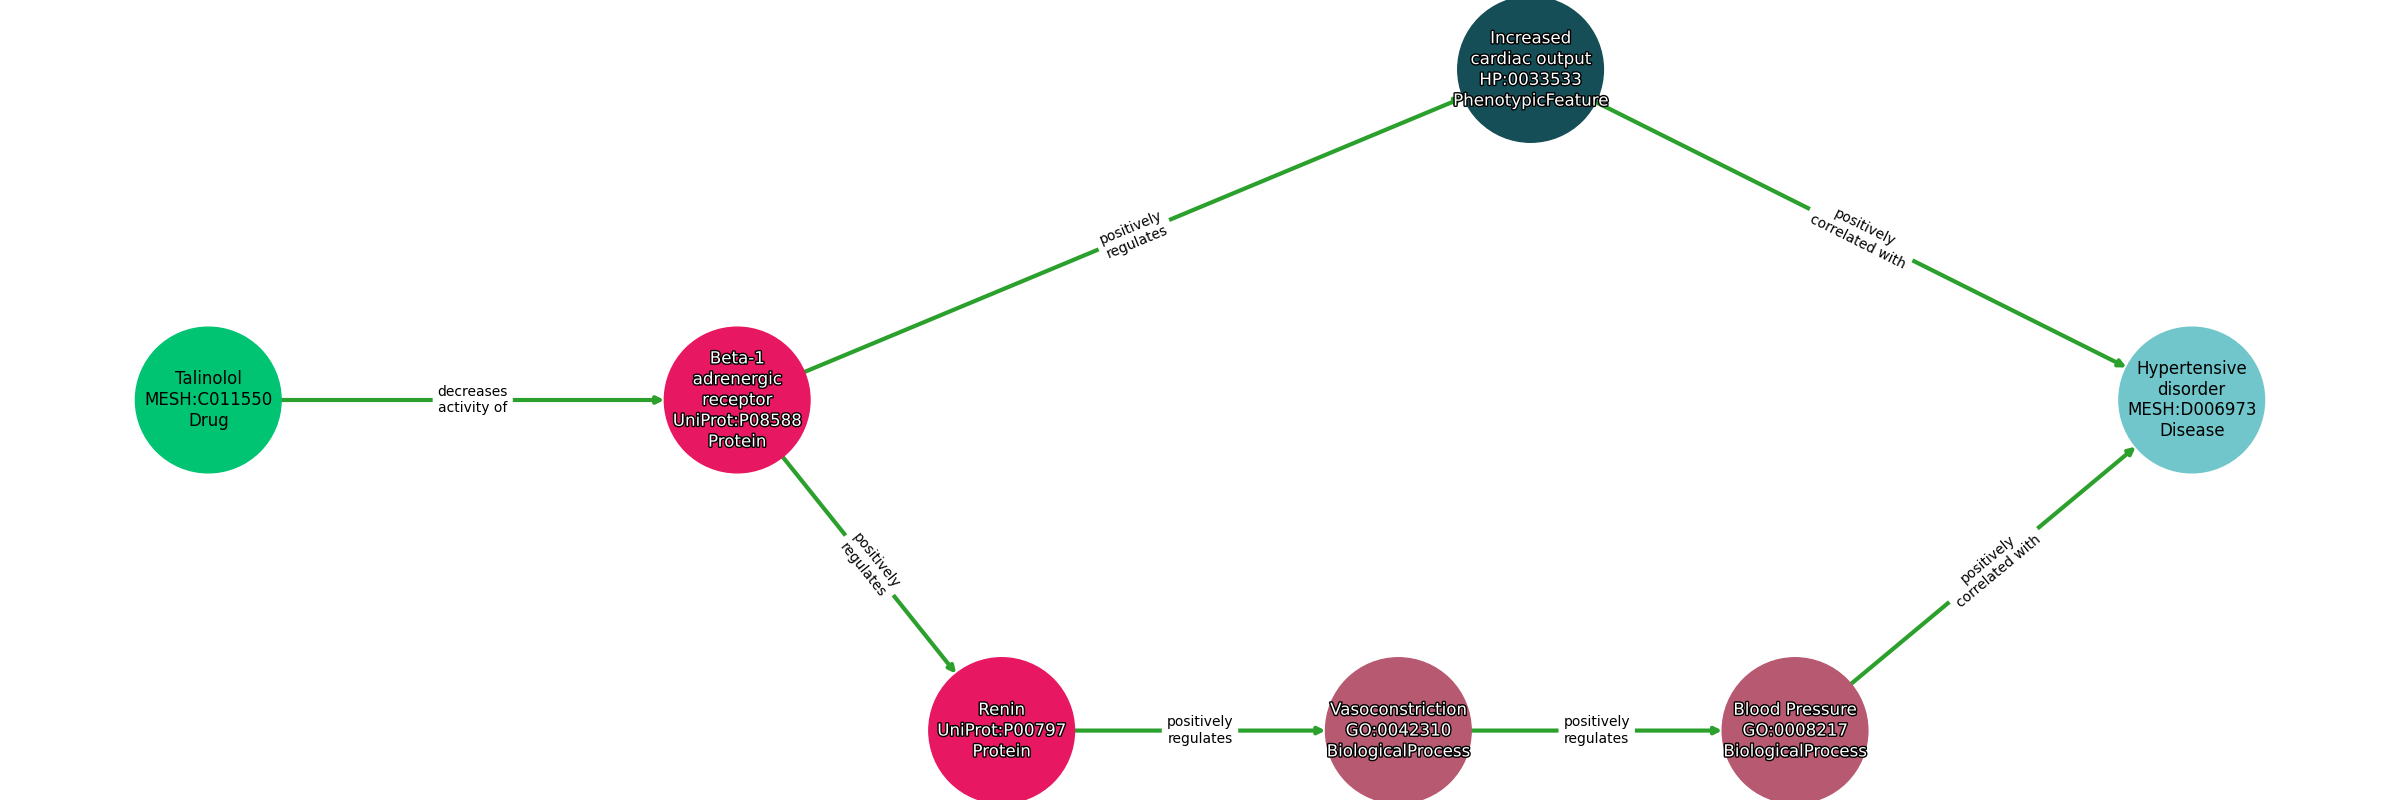 Increased
cardiac output
HP:0033533
PhenotypicFeature
positively
regulates
positively
correlated with
Talinolol
MESH:C011550
Drug
decreases
activity of
Beta-1
adrenergic
receptor
UniProt:P08588
Protein
Hypertensive
disorder
MESH:D006973
Disease
positively
regulates
positively
correlated with
Renin
UniProt:P00797
Protein
positively
regulates
Vasoconstriction
GO:0042310
BiologicalProcess
positively
regulates
Blood Pressure
GO:0008217
BiologicalProcess